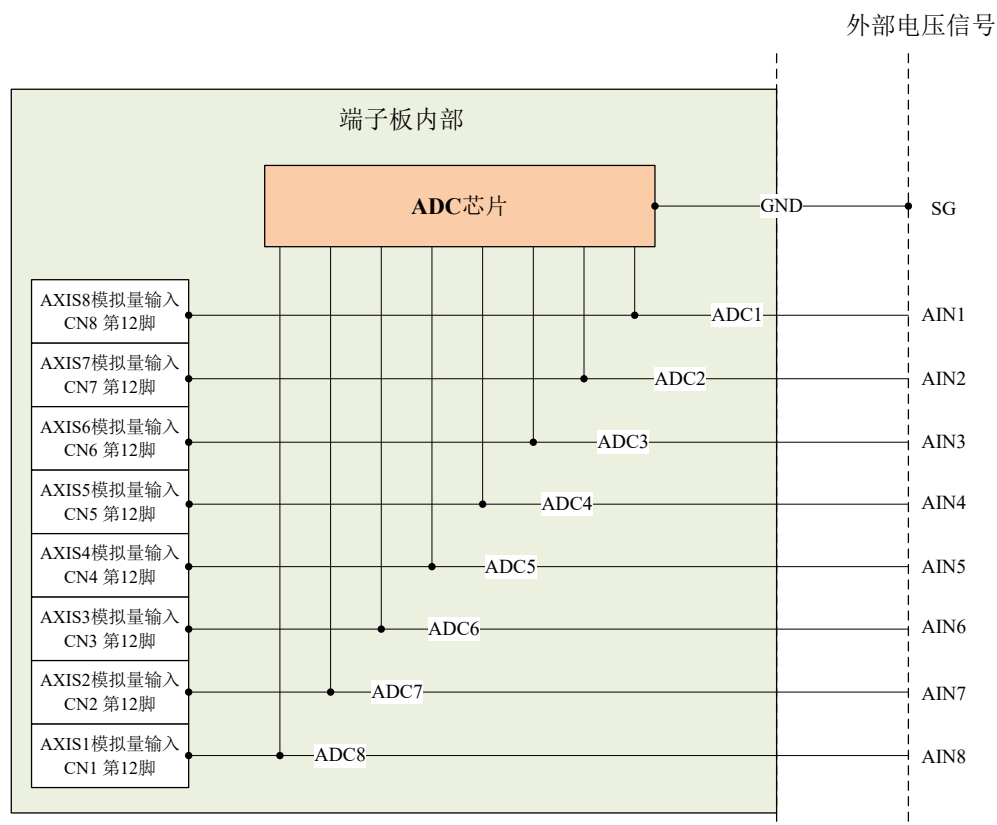 外部电压信号
端子板内部
ADC芯片
GND
SG
AXIS8模拟量输入
CN8 第12脚
ADC1
AIN1
AXIS7模拟量输入
CN7 第12脚
ADC2
AIN2
AXIS6模拟量输入
CN6 第12脚
ADC3
AIN3
AXIS5模拟量输入
CN5 第12脚
ADC4
AIN4
AXIS4模拟量输入
CN4 第12脚
ADC5
AIN5
AXIS3模拟量输入
CN3 第12脚
ADC6
AIN6
AXIS2模拟量输入
CN2 第12脚
ADC7
AIN7
AXIS1模拟量输入
CN1 第12脚
ADC8
AIN8